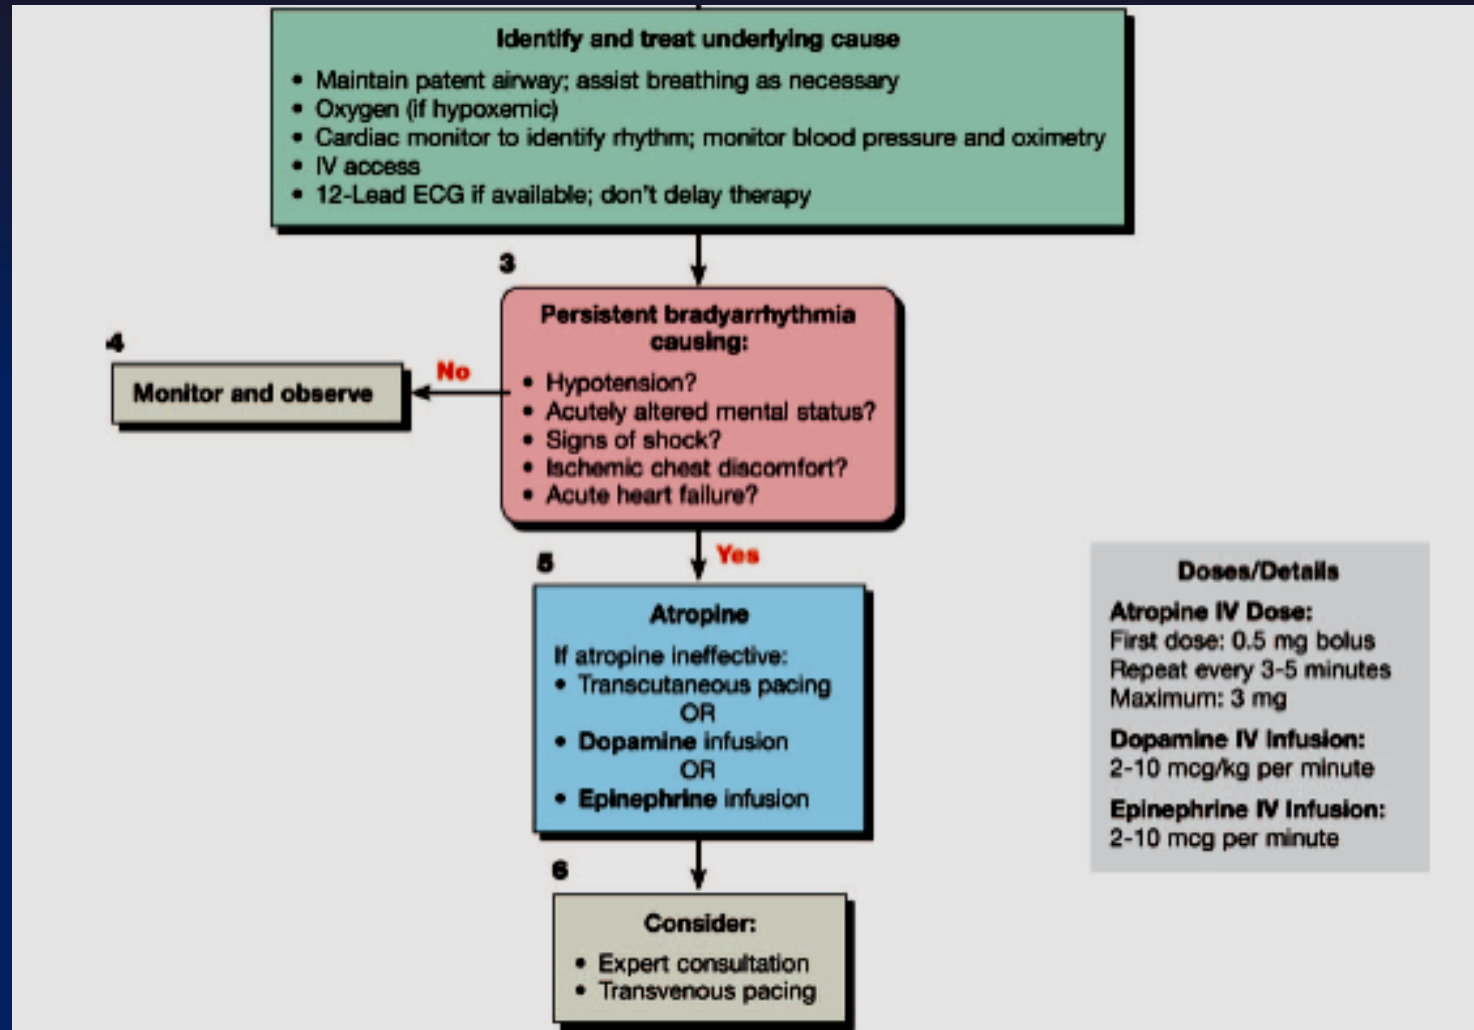 Identify and treat underlying cause
• Maintain patent airway; assist breathing as necessary
• Oxygen (if hypoxemic)
• Cardiac monitor to identify rhythm; monitor blood pressure and oximetry
• IV access
• 12-Lead ECG if available; don't delay therapy
3
Persistent bradyarrhythmia
causing:
• Hypotension?
• Acutely altered mental status?
• Signs of shock?
• Ischemic chest discomfort?
• Acute heart failure?
No
4
Monitor and observe
Yes
5
Atropine
If atropine ineffective:
• Transcutaneous pacing
OR
• Dopamine infusion
OR
• Epinephrine infusion
6
Consider:
• Expert consultation
• Transvenous pacing
Doses/Details
Atropine IV Dose:
First dose: 0.5 mg bolus
Repeat every 3-5 minutes
Maximum: 3 mg
Dopamine IV Infusion:
2-10 mcg/kg per minute
Epinephrine IV Infusion:
2-10 mcg per minute